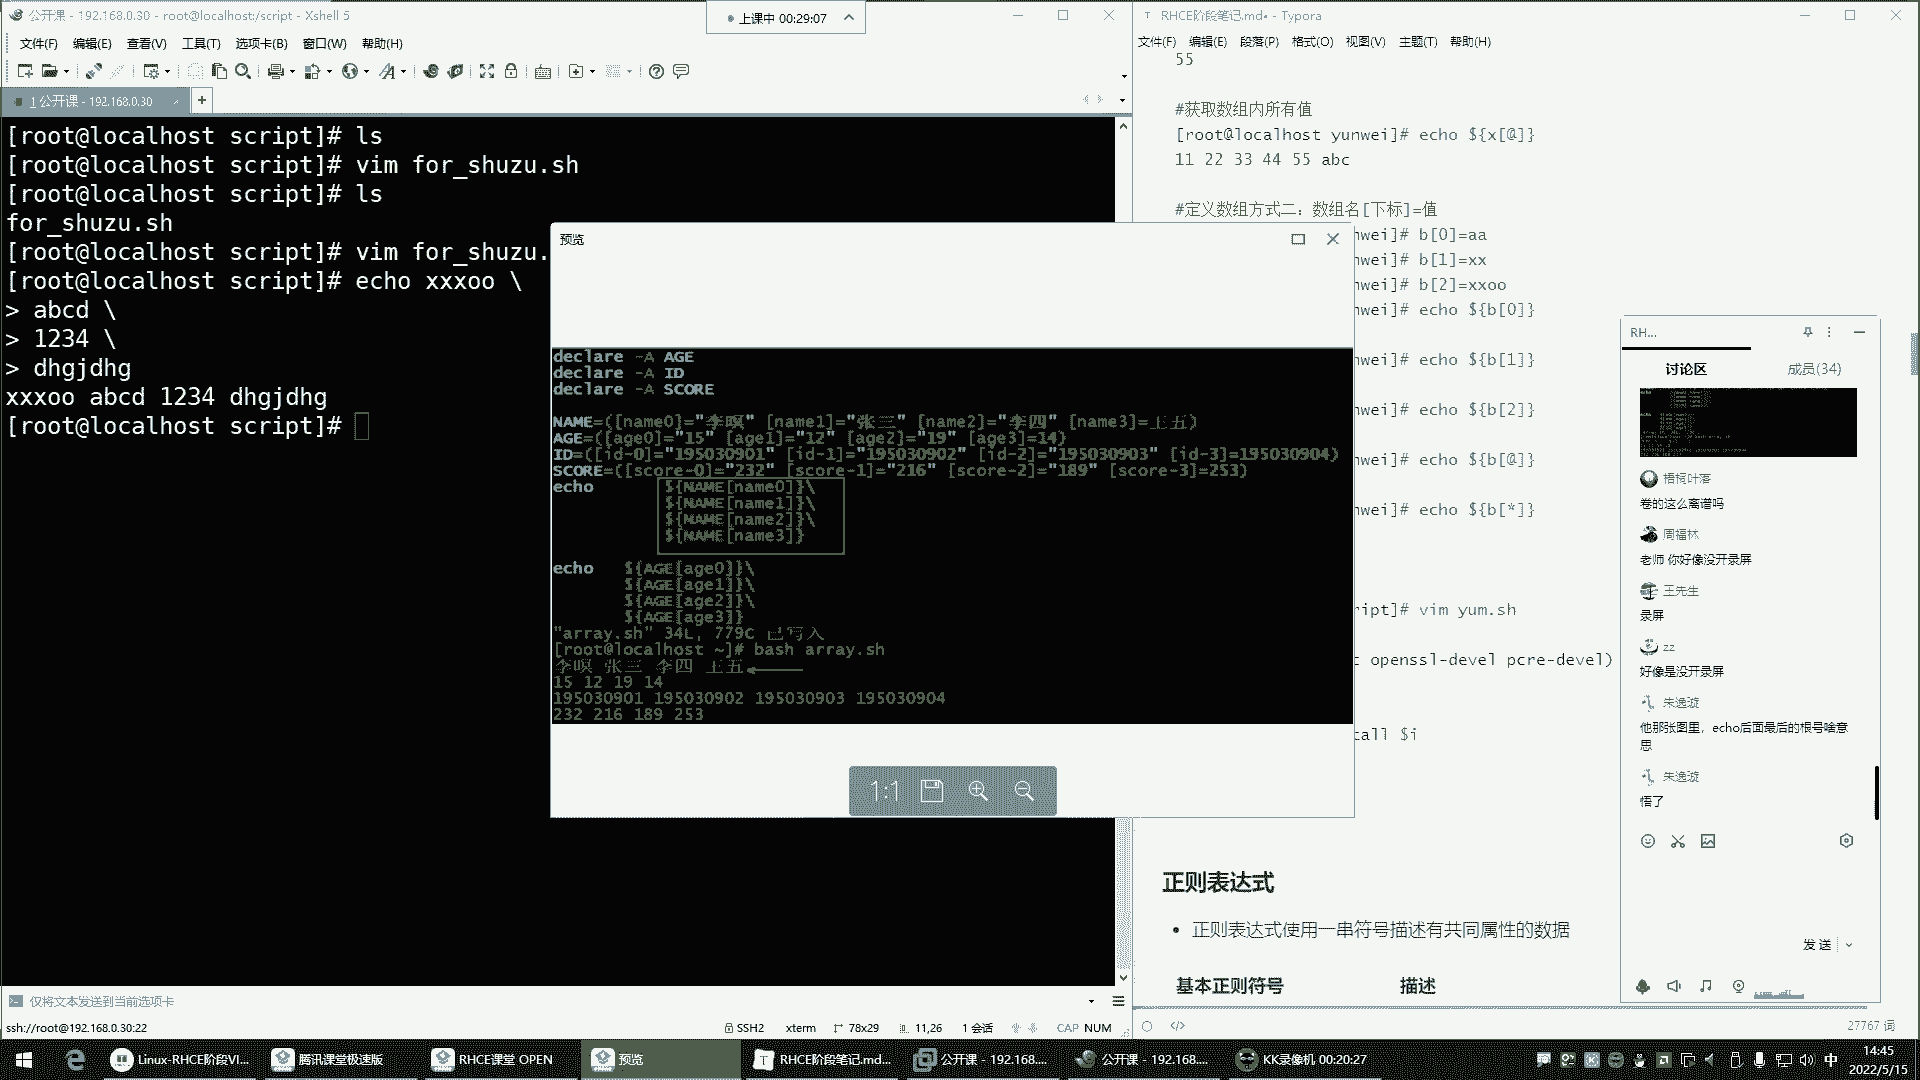 公开课 - 192.168.0.30 - root@localhost:/script - Xshell 5
上课中 00:29:07
文件(F) 编辑(E) 查看(V) 工具(T) 选项卡(B) 窗口(W) 帮助(H)
1 公开课 - 192.168.0.30
[root@localhost script]# ls
[root@localhost script]# vim for_shuzu.sh
[root@localhost script]# ls
for_shuzu.sh
[root@localhost script]# vim for_shuzu.
[root@localhost script]# echo xxxoo \
> abcd \
> 1234 \
> dhgjdhg
xxxoo abcd 1234 dhgjdhg
[root@localhost script]#
仅将文本发送到当前选项卡
ssh://root@192.168.0.30:22
SSH2 xterm 78x29 11,26 1 会话 CAP NUM
预览
declare -A AGE
declare -A ID
declare -A SCORE
NAME=([name0]="李暝" [name1]="张三" [name2]="李四" [name3]=王五)
AGE=([age0]="15" [age1]="12" [age2]="19" [age3]=14)
ID=([id-0]="195030901" [id-1]="195030902" [id-2]="195030903" [id-3]=195030904)
SCORE=([score-0]="232" [score-1]="216" [score-2]="189" [score-3]=253)
echo ${NAME[name0]}\
${NAME[name1]}\
${NAME[name2]}\
${NAME[name3]}
echo ${AGE[age0]}\
${AGE[age1]}\
${AGE[age2]}\
${AGE[age3]}
"array.sh" 34L, 779C 已写入
[root@localhost ~]# bash array.sh
李暝 张三 李四 王五
15 12 19 14
195030901 195030902 195030903 195030904
232 216 189 253
1:1
RHCE阶段笔记.md• - Typora
文件(F) 编辑(E) 段落(P) 格式(O) 视图(V) 主题(T) 帮助(H)
55
#获取数组内所有值
[root@localhost yunwei]# echo ${x[@]}
11 22 33 44 55 abc
#定义数组方式二：数组名[下标]=值
nwei]# b[0]=aa
nwei]# b[1]=xx
nwei]# b[2]=xxoo
nwei]# echo ${b[0]}
nwei]# echo ${b[1]}
nwei]# echo ${b[2]}
nwei]# echo ${b[@]}
nwei]# echo ${b[*]}
ript]# vim yum.sh
openssl-devel pcre-devel)
call $i
正则表达式
正则表达式使用一串符号描述有共同属性的数据
基本正则符号 描述
27767 词
RH...
讨论区 成员(34)
梧桐叶落
卷的这么离谱吗
周福林
老师 你好像没开录屏
王先生
录屏
zz
好像是没开录屏
朱逸璇
他那张图里，echo后面最后的根号啥意
思
朱逸璇
悟了
发送
Linux-RHCE阶段VI... 腾讯课堂极速版 RHCE课堂 OPEN 预览 RHCE阶段笔记.md... 公开课 - 192.168.... 公开课 - 192.168.... KK录像机 00:20:27
中
14:45
2022/5/15